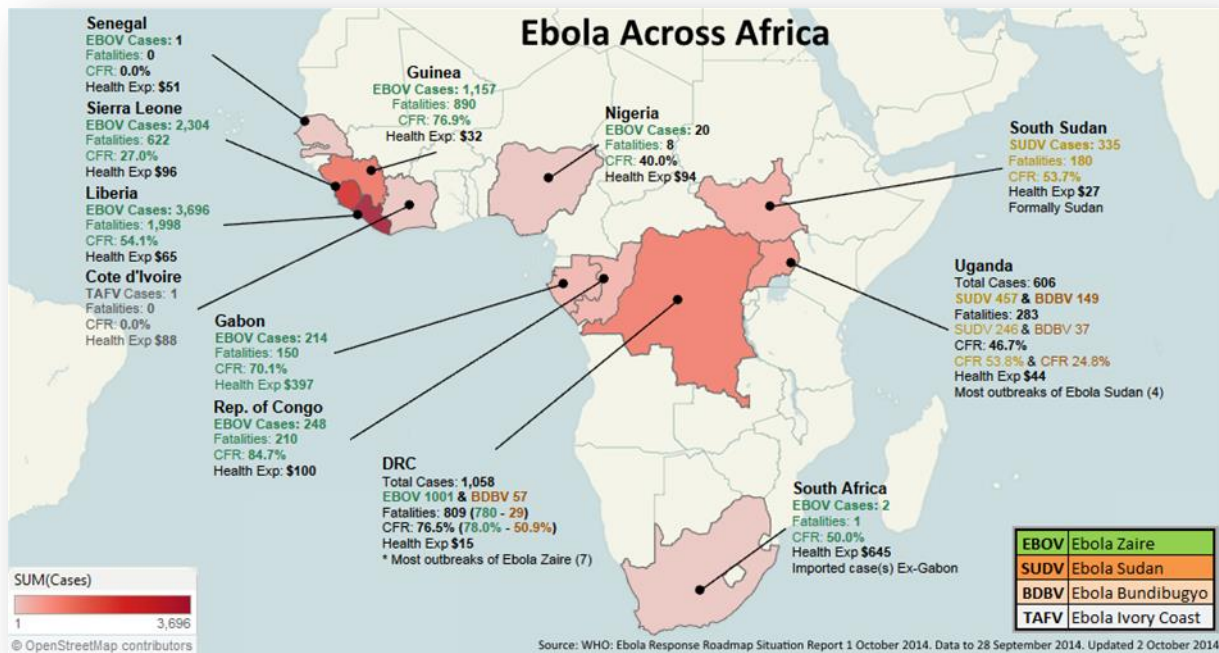 Ebola Across Africa
Senegal
EBOV Cases: 1
Fatalities: 0
CFR: 0.0%
Health Exp: $51
Sierra Leone
EBOV Cases: 2,304
Fatalities: 622
CFR: 27.0%
Health Exp $96
Liberia
EBOV Cases: 3,696
Fatalities: 1,998
CFR: 54.1%
Health Exp $65
Cote d'Ivoire
TAFV Cases: 1
Fatalities: 0
CFR: 0.0%
Health Exp $88
Guinea
EBOV Cases: 1,157
Fatalities: 890
CFR: 76.9%
Health Exp: $32
Nigeria
EBOV Cases: 20
Fatalities: 8
CFR: 40.0%
Health Exp: $94
South Sudan
SUDV Cases: 335
Fatalities: 180
CFR: 53.7%
Health Exp $27
Formally Sudan
Uganda
Total Cases: 606
SUDV 457 & BDBV 149
Fatalities: 283
SUDV 246 & BDBV 37
CFR: 46.7%
CFR 53.8% & CFR 24.8%
Health Exp $44
Most outbreaks of Ebola Sudan (4)
Gabon
EBOV Cases: 214
Fatalities: 150
CFR: 70.1%
Health Exp $397
Rep. of Congo
EBOV Cases: 248
Fatalities: 210
CFR: 84.7%
Health Exp: $100
DRC
Total Cases: 1,058
EBOV 1001 & BDBV 57
Fatalities: 809 (780 - 29)
CFR: 76.5% (78.0% - 50.9%)
Health Exp $15
* Most outbreaks of Ebola Zaire (7)
South Africa
EBOV Cases: 2
Fatalities: 1
CFR: 50.0%
Health Exp $645
Imported case(s) Ex-Gabon
EBOV Ebola Zaire
SUDV Ebola Sudan
BDBV Ebola Bundibugyo
TAFV Ebola Ivory Coast
SUM(Cases)
1 3,696
© OpenStreetMap contributors
Source: WHO: Ebola Response Roadmap Situation Report 1 October 2014. Data to 28 September 2014. Updated 2 October 2014